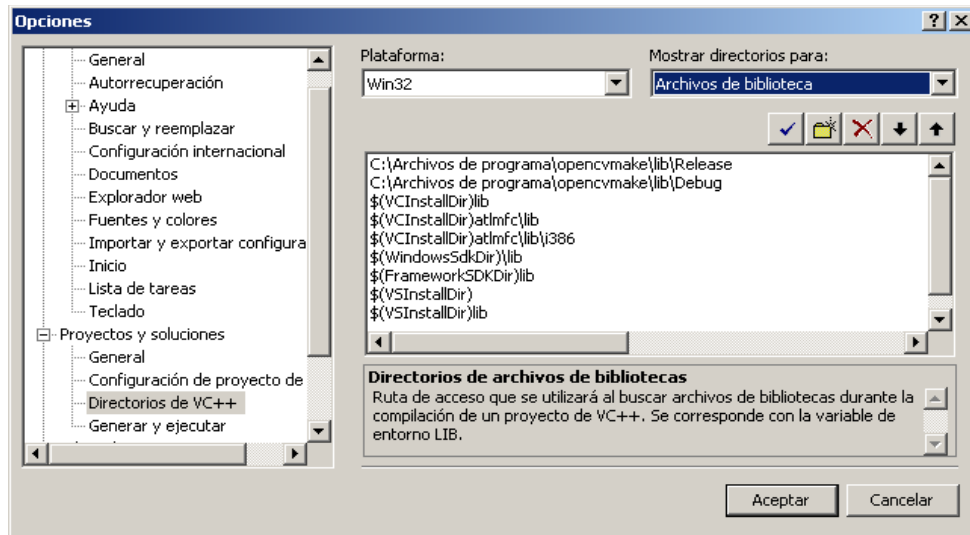 Opciones
General
Autorrecuperación
Ayuda
Buscar y reemplazar
Configuración internacional
Documentos
Explorador web
Fuentes y colores
Importar y exportar configura
Inicio
Lista de tareas
Teclado
Proyectos y soluciones
General
Configuración de proyecto de
Directorios de VC++
Generar y ejecutar
Plataforma:
Win32
Mostrar directorios para:
Archivos de biblioteca
C:\Archivos de programa\opencvmake\lib\Release
C:\Archivos de programa\opencvmake\lib\Debug
$(VCInstallDir)lib
$(VCInstallDir)atlmfc\lib
$(VCInstallDir)atlmfc\lib\i386
$(WindowsSdkDir)\lib
$(FrameworkSDKDir)lib
$(VSInstallDir)
$(VSInstallDir)lib
Directorios de archivos de bibliotecas
Ruta de acceso que se utilizará al buscar archivos de bibliotecas durante la
compilación de un proyecto de VC++. Se corresponde con la variable de
entorno LIB.
Aceptar
Cancelar